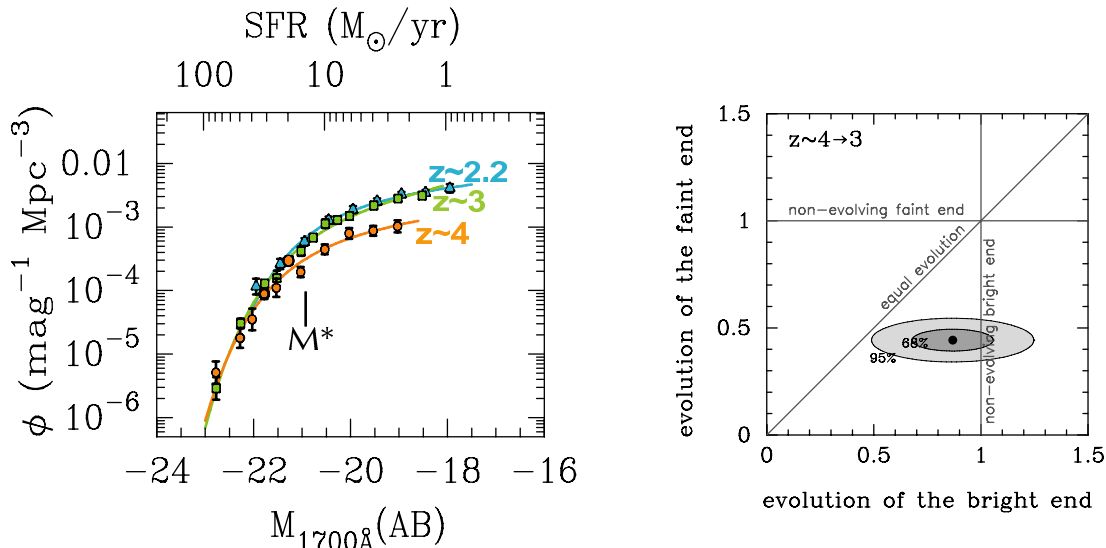 SFR (M⊙/yr)
100 10 1
ϕ (mag⁻¹ Mpc⁻³)
0.01
10⁻³
10⁻⁴
10⁻⁵
10⁻⁶
z~2.2
z~3
z~4
M*
−24 −22 −20 −18 −16
M1700Å(AB)
evolution of the faint end
1.5
1
0.5
0
z~4→3
non-evolving faint end
equal evolution
non-evolving bright end
68%
95%
0 0.5 1 1.5
evolution of the bright end